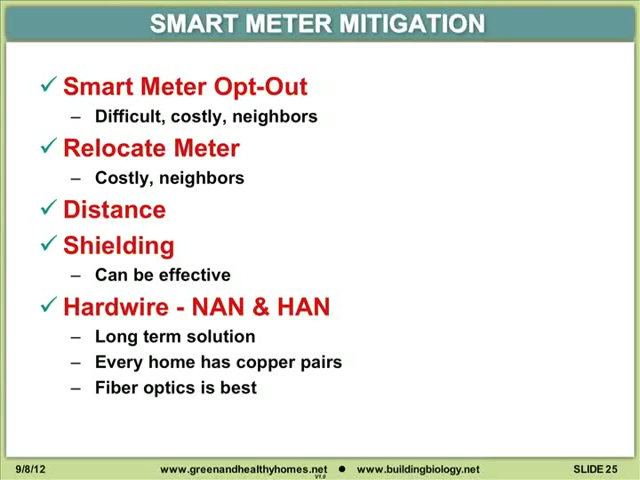 SMART METER MITIGATION
✓ Smart Meter Opt-Out
– Difficult, costly, neighbors
✓ Relocate Meter
– Costly, neighbors
✓ Distance
✓ Shielding
– Can be effective
✓ Hardwire - NAN & HAN
– Long term solution
– Every home has copper pairs
– Fiber optics is best
9/8/12 www.greenandhealthyhomes.net ● www.buildingbiology.net SLIDE 25
V1.0